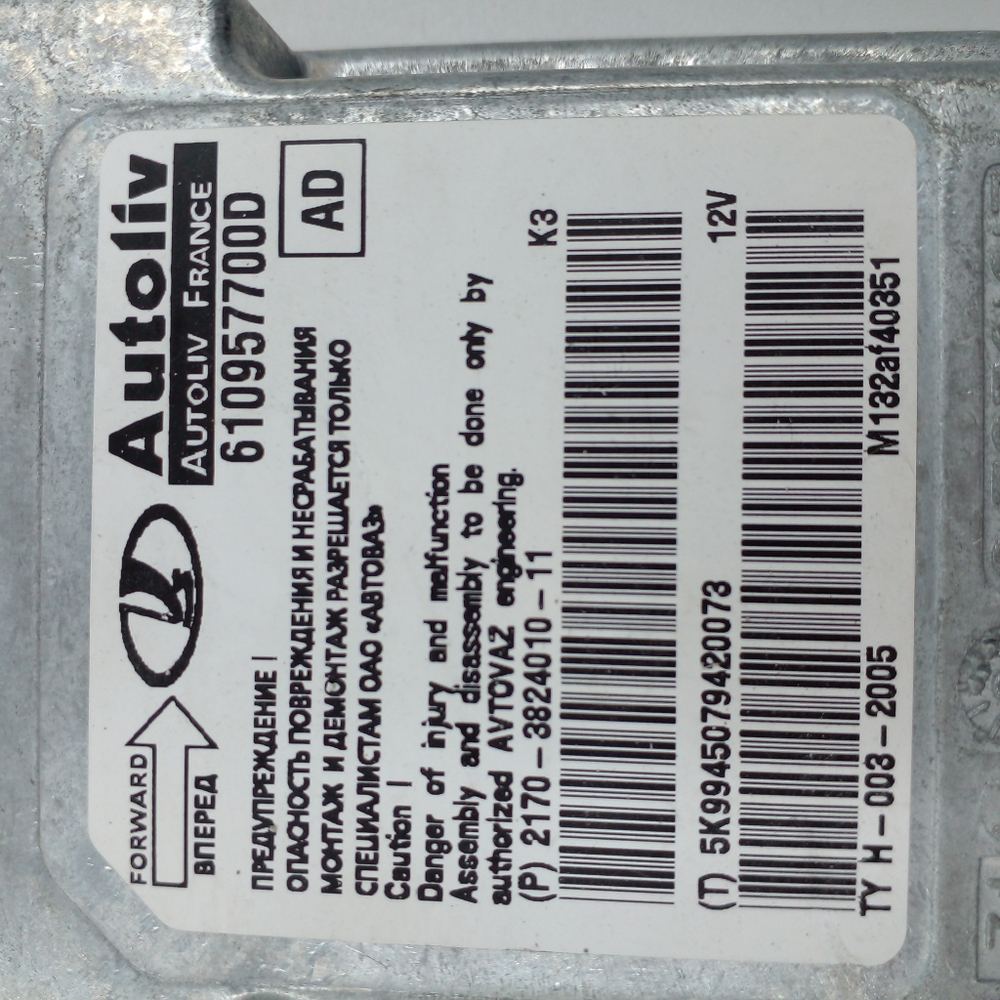 FORWARD
ВПЕРЕД
Autoliv
AUTOLIV FRANCE
610957700D
AD
ПРЕДУПРЕЖДЕНИЕ !
ОПАСНОСТЬ ПОВРЕЖДЕНИЯ И НЕСРАБАТЫВАНИЯ
МОНТАЖ И ДЕМОНТАЖ РАЗРЕШАЕТСЯ ТОЛЬКО
СПЕЦИАЛИСТАМ ОАО «АВТОВАЗ»
Caution !
Danger of injury and malfunction
Assembly and disassembly to be done only by
authorized AVTOVAZ engineering.
(P) 2170-3824010-11 K3
(T) 5K9945079420073 12V
TY H-003-2005 M132af40351